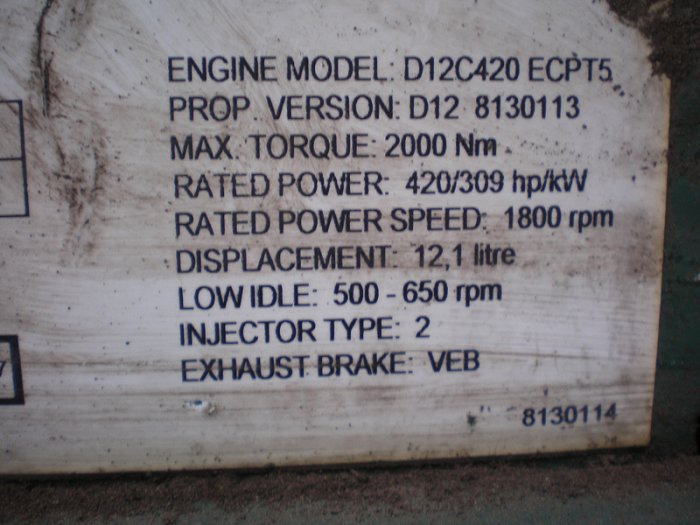 ENGINE MODEL: D12C420 ECPT5
PROP. VERSION: D12 8130113
MAX. TORQUE: 2000 Nm
RATED POWER: 420/309 hp/kW
RATED POWER SPEED: 1800 rpm
DISPLACEMENT: 12,1 litre
LOW IDLE: 500 - 650 rpm
INJECTOR TYPE: 2
EXHAUST BRAKE: VEB
8130114